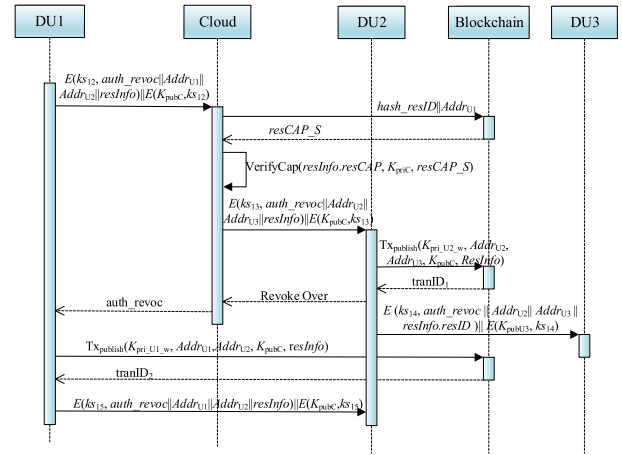 DU1 Cloud DU2 Blockchain DU3
E(ks12, auth_revoc||AddrU1||
AddrU2||resInfo)||E(KpubC,ks12)
hash_resID||AddrU1
resCAP_S
VerifyCap(resInfo.resCAP, KpriC, resCAP_S)
E(ks13, auth_revoc||AddrU2||
AddrU3||resInfo)||E(KpubC,ks13)
Txpublish(Kpri_U2_w, AddrU2,
AddrU3, KpubC, ResInfo)
tranID1
Revoke Over
auth_revoc
E (ks14, auth_revoc || AddrU2|| AddrU3 ||
resInfo.resID )|| E(KpubU3, ks14)
Txpublish(Kpri_U1_w, AddrU1,AddrU2, KpubC, resInfo)
tranID2
E(ks15, auth_revoc||AddrU1||AddrU2||resInfo)||E(KpubC,ks15)